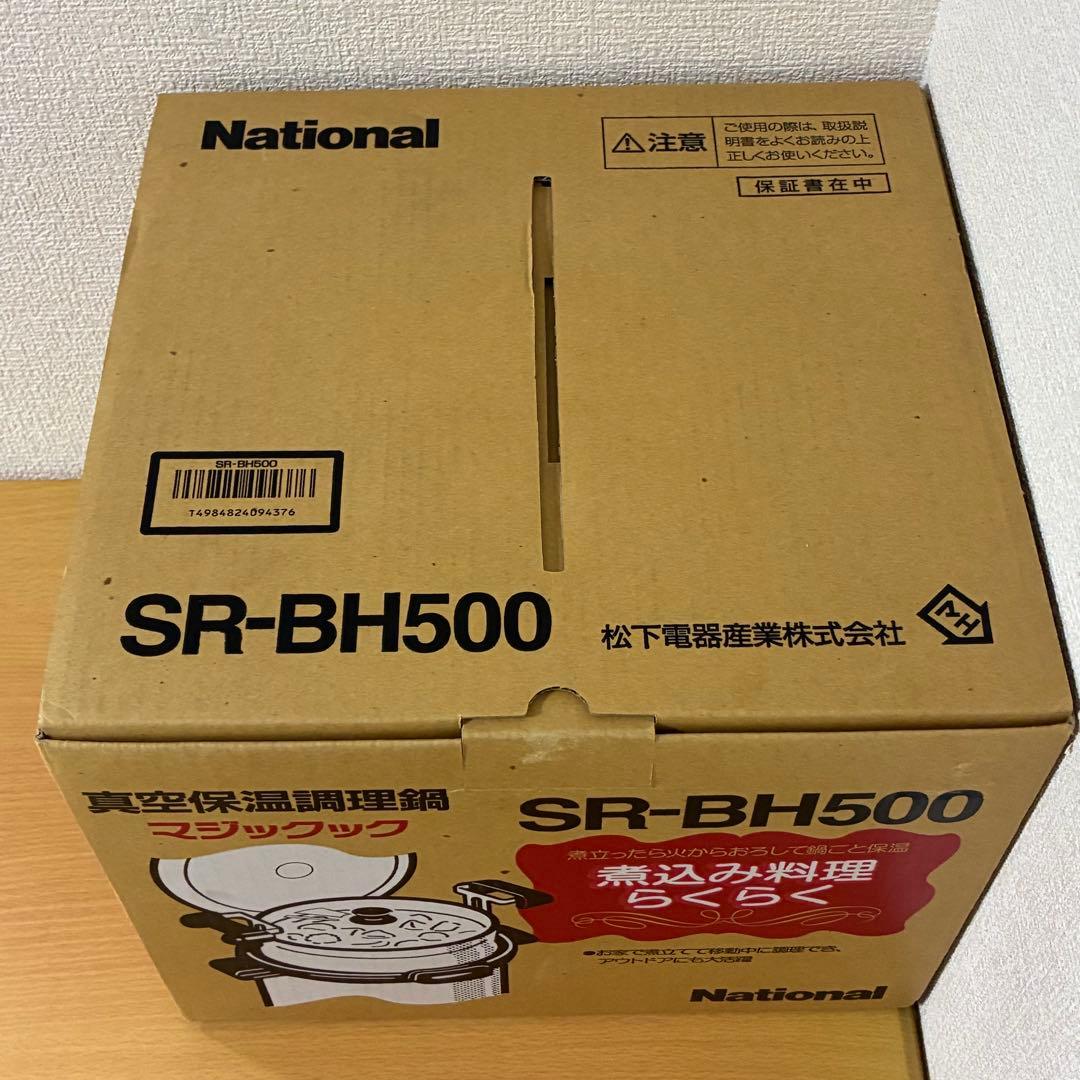 National
注意
ご使用の際は、取扱説
明書をよくお読みの上
正しくお使いください。
保証書在中
SR-BH500
T4984824094376
SR-BH500
松下電器産業株式会社
真空保温調理鍋
マジックック
SR-BH500
煮立ったら火からおろして鍋ごと保温
煮込み料理
らくらく
●お家で煮立てて移動中に調理でき、
アウトドアにも大活躍
National